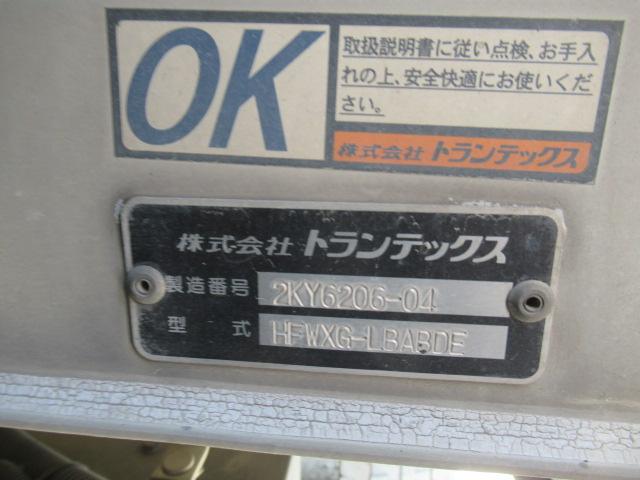 OK
取扱説明書に従い点検、お手入
れの上、安全快適にお使いくだ
さい。
株式会社 トランテックス
株式会社 トランテックス
製造番号 2KY6206-04
型式 HFWXG-LBABDE